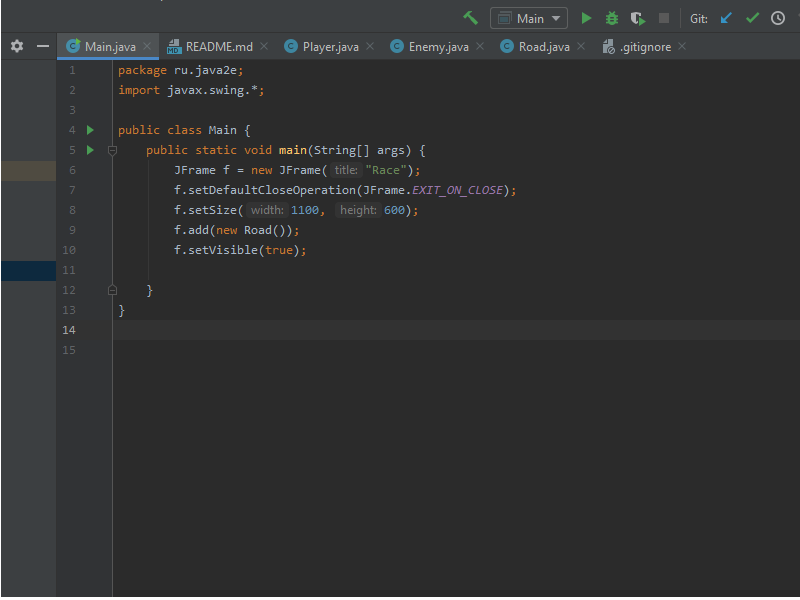 Main Git:
Main.java README.md Player.java Enemy.java Road.java .gitignore
1 package ru.java2e;
2 import javax.swing.*;
3
4 public class Main {
5 public static void main(String[] args) {
6 JFrame f = new JFrame( title: "Race");
7 f.setDefaultCloseOperation(JFrame.EXIT_ON_CLOSE);
8 f.setSize( width: 1100, height: 600);
9 f.add(new Road());
10 f.setVisible(true);
11
12 }
13 }
14
15